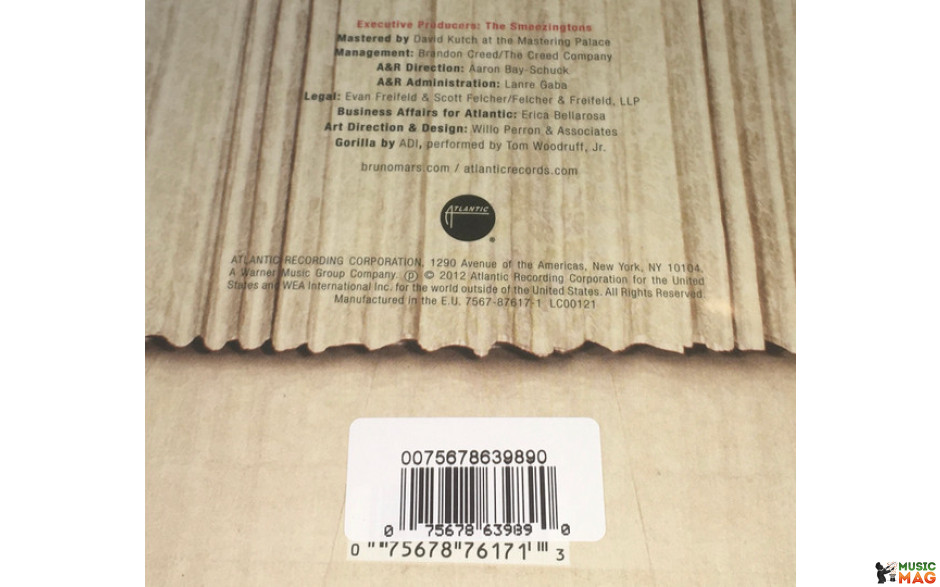 Executive Producers: The Smeezingtons
Mastered by David Kutch at the Mastering Palace
Management: Brandon Creed/The Creed Company
A&R Direction: Aaron Bay-Schuck
A&R Administration: Lanre Gaba
Legal: Evan Freifeld & Scott Felcher/Felcher & Freifeld, LLP
Business Affairs for Atlantic: Erica Bellarosa
Art Direction & Design: Willo Perron & Associates
Gorilla by ADI, performed by Tom Woodruff, Jr.
brunomars.com / atlanticrecords.com
ATLANTIC
®
ATLANTIC RECORDING CORPORATION, 1290 Avenue of the Americas, New York, NY 10104.
A Warner Music Group Company. ℗ © 2012 Atlantic Recording Corporation for the United
States and WEA International Inc. for the world outside of the United States. All Rights Reserved.
Manufactured in the E.U. 7567-87617-1 LC00121
0075678639890
0 75678 63989 0
0 75678 76171 3
MUSIC
MAG